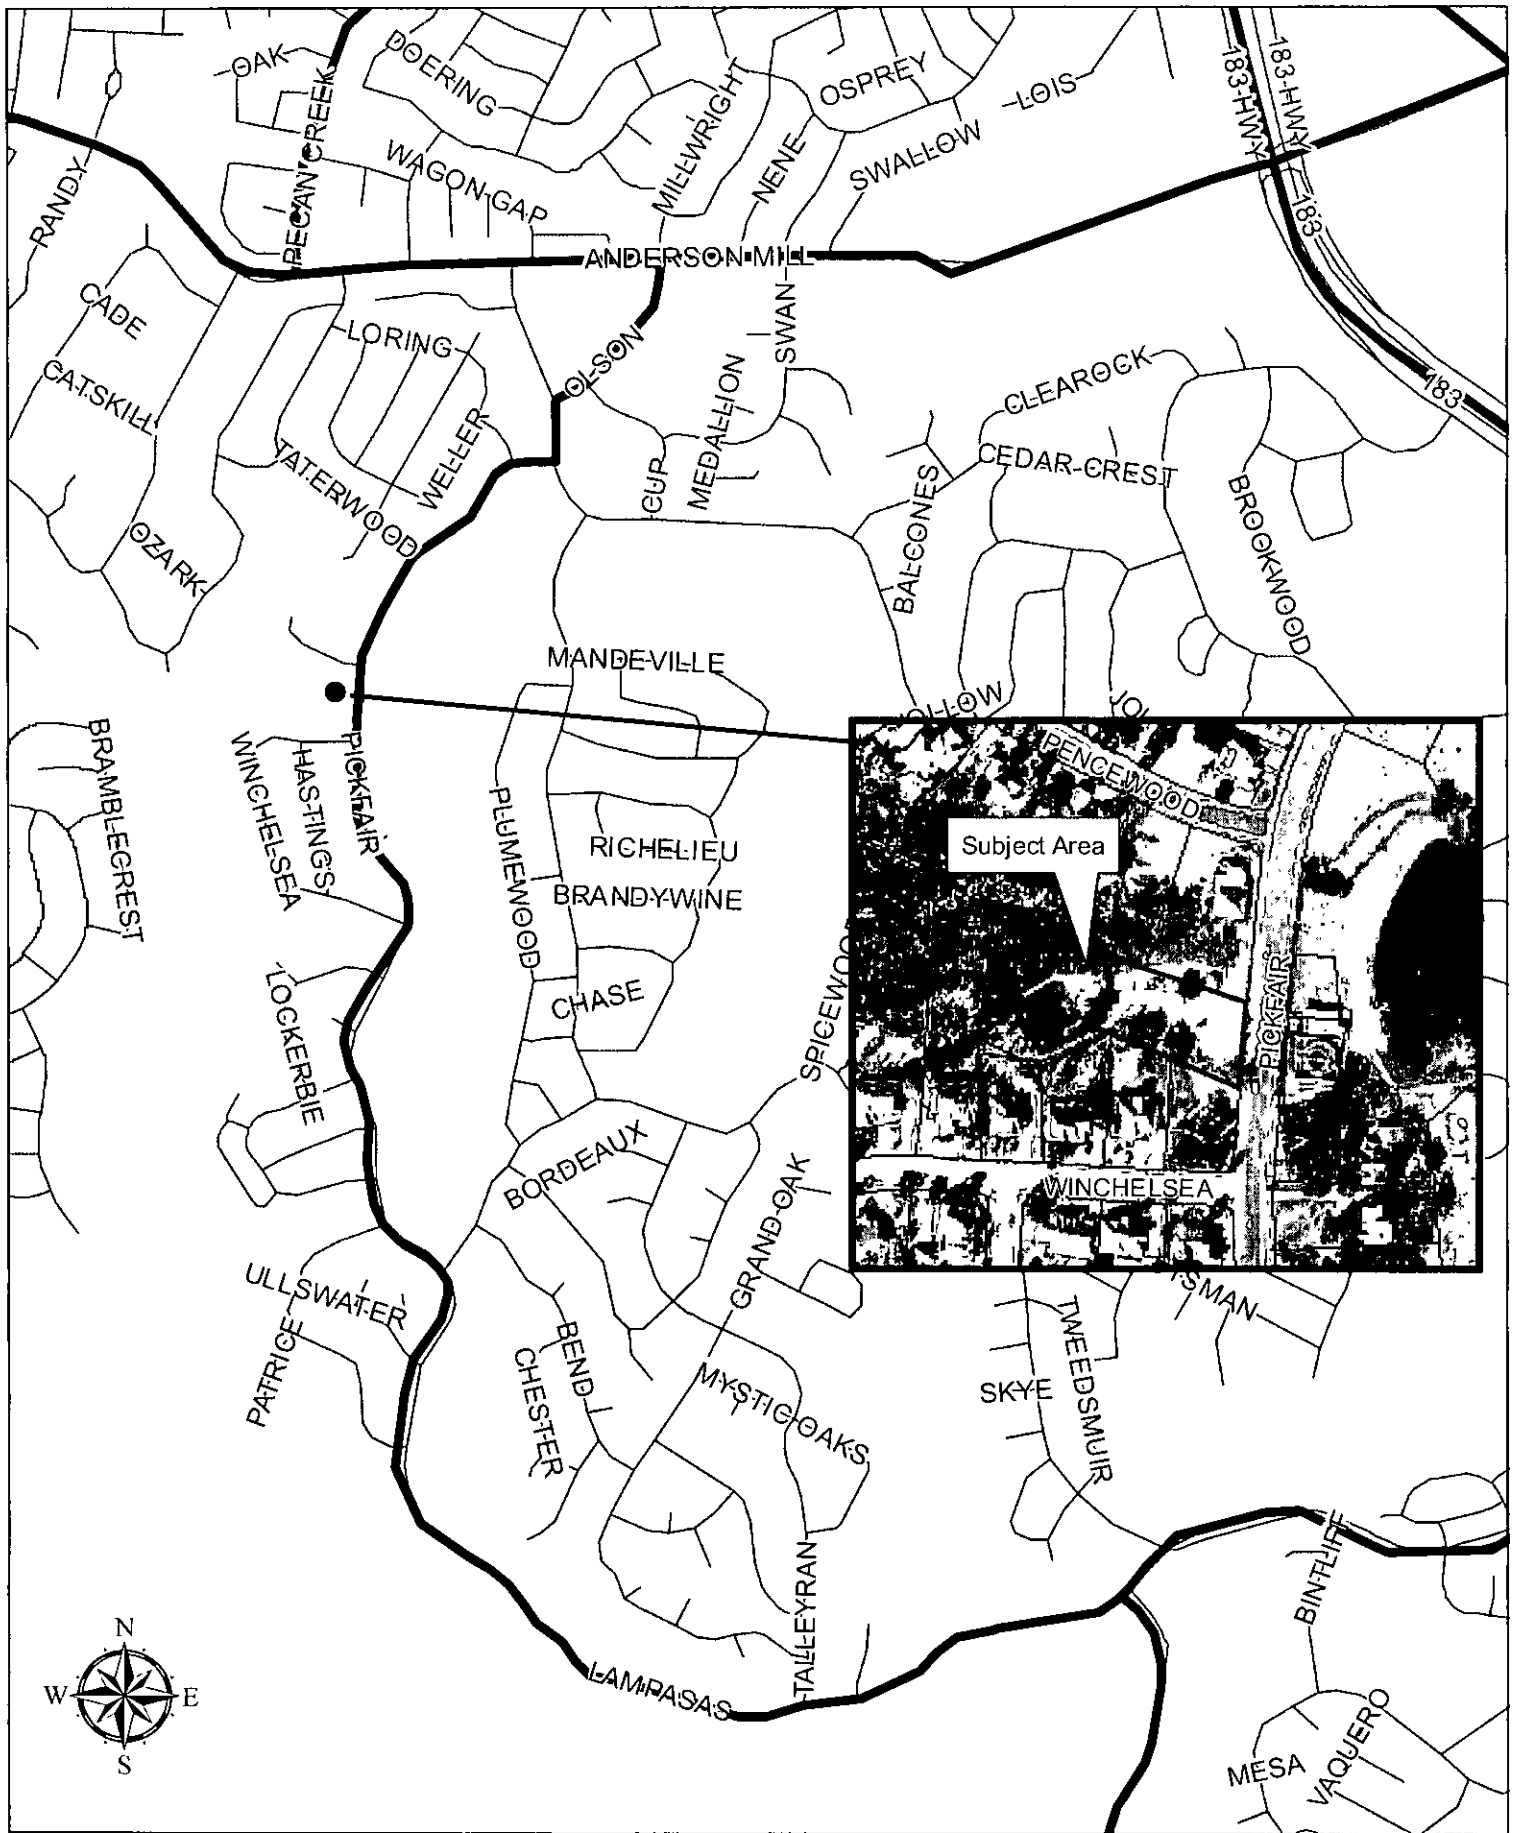 OAK
DOERING
183-HWY
183-HWY
OSPREY
LOIS
PECAN CREEK
MILLWRIGHT
WAGON GAP
NENE
SWALLOW
RANDY
183
ANDERSON MILL
CADE
LORING
OLSON
SWAN
CATSKILL
MEDALLION
CLEAROCK
183
WELLER
CUP
CEDAR CREST
TATERWOOD
BALCONES
BROOKWOOD
OZARK
MANDEVILLE
BRAMBLECREST
WINCHELSEA
HASTINGS
PICKFAIR
PENCEWOOD
PLUMEWOOD
RICHELIEU
Subject Area
BRANDYWINE
LOCKERBIE
CHASE
PICKFAIR
BORDEAUX
GRAND OAK
WINCHELSEA
ULLSWATER
PATRICE
BEND
CHESTER
MYSTIC OAKS
SKYE
TWEEDSMUIR
BINTLIFF
TALLEYRAN
LAMPASAS
N
W E
S
MESA
VAQUERO